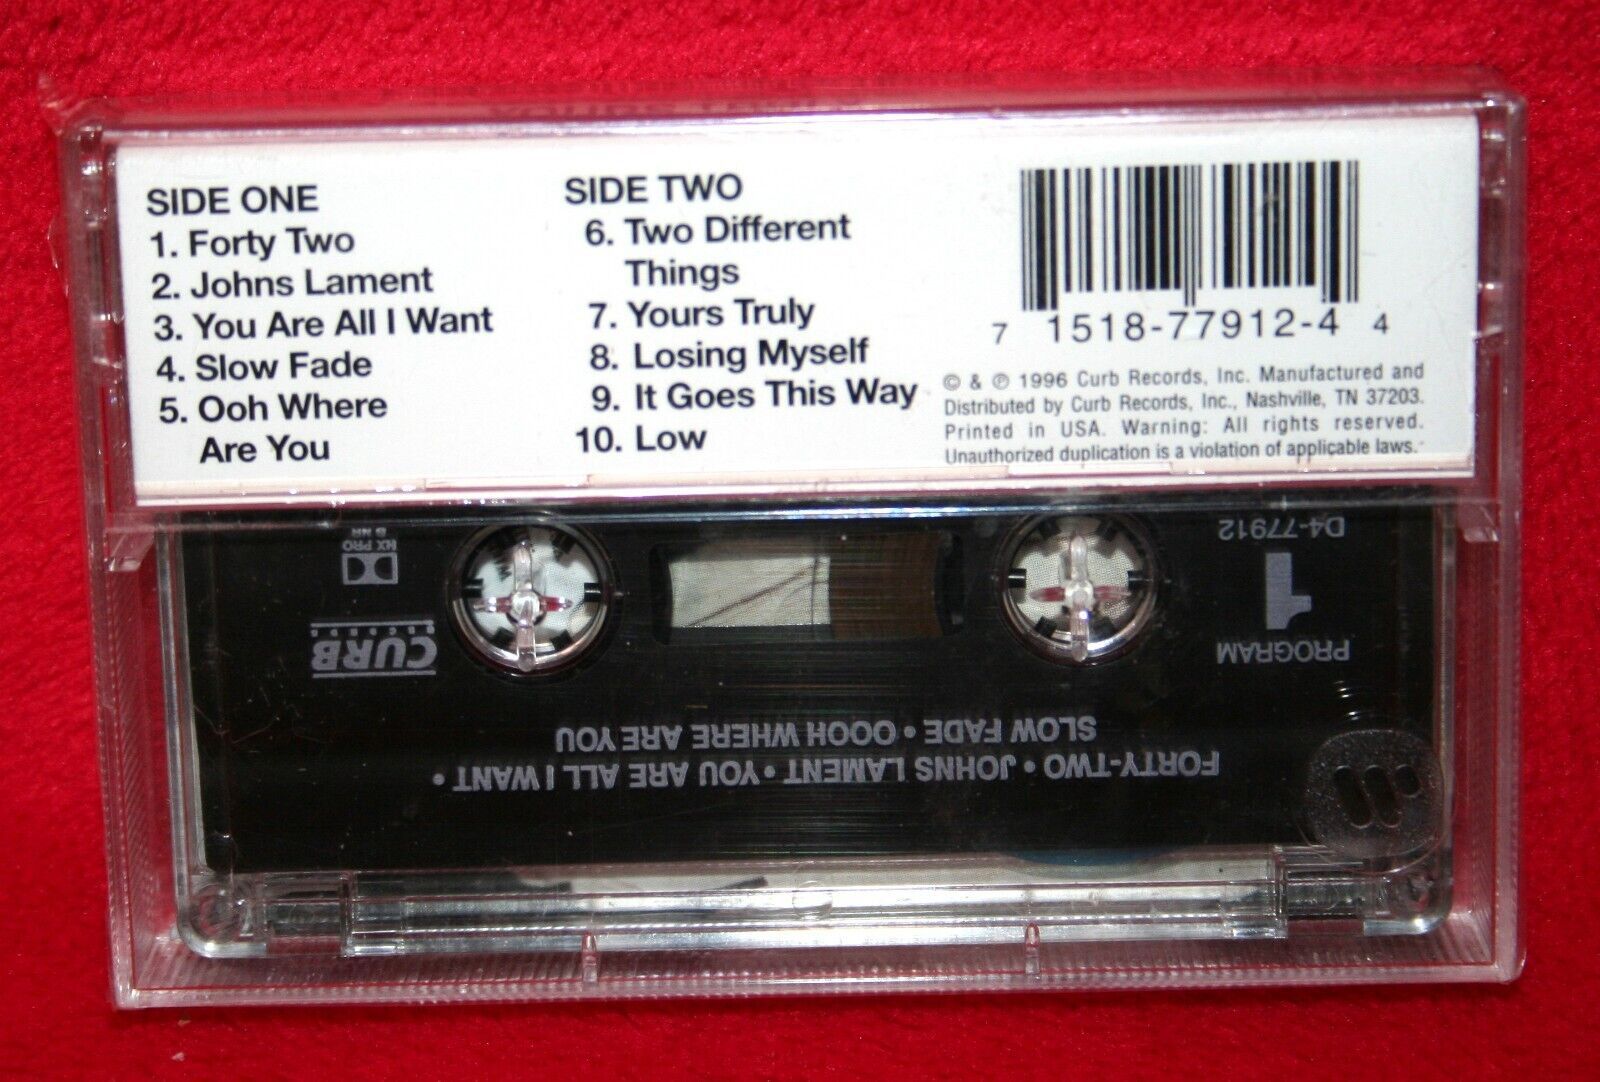 SIDE ONE
1. Forty Two
2. Johns Lament
3. You Are All I Want
4. Slow Fade
5. Ooh Where
Are You
SIDE TWO
6. Two Different
Things
7. Yours Truly
8. Losing Myself
9. It Goes This Way
10. Low
7 1518-77912-4 4
© & ℗ 1996 Curb Records, Inc. Manufactured and
Distributed by Curb Records, Inc., Nashville, TN 37203.
Printed in USA. Warning: All rights reserved.
Unauthorized duplication is a violation of applicable laws.
FORTY-TWO • JOHNS LAMENT • YOU ARE ALL I WANT •
SLOW FADE • OOOH WHERE ARE YOU
PROGRAM
1
D4-77912
CURB
RECORDS
HX PRO
B NR